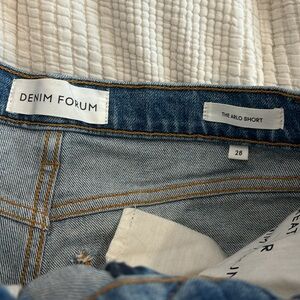 DENIM FORUM
THE ARLO SHORT
28